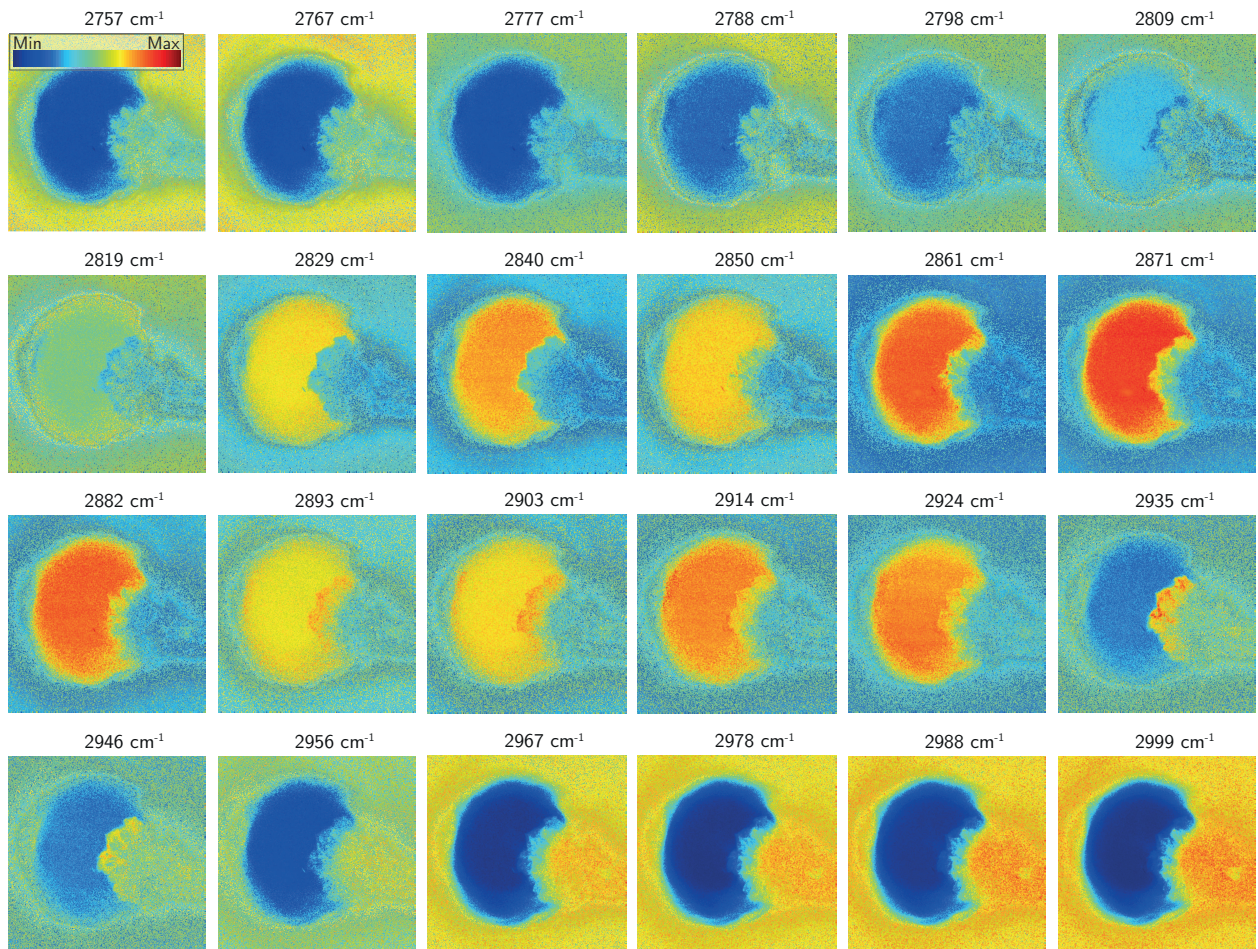 2757 cm⁻¹ 2767 cm⁻¹ 2777 cm⁻¹ 2788 cm⁻¹ 2798 cm⁻¹ 2809 cm⁻¹
Min Max
2819 cm⁻¹ 2829 cm⁻¹ 2840 cm⁻¹ 2850 cm⁻¹ 2861 cm⁻¹ 2871 cm⁻¹
2882 cm⁻¹ 2893 cm⁻¹ 2903 cm⁻¹ 2914 cm⁻¹ 2924 cm⁻¹ 2935 cm⁻¹
2946 cm⁻¹ 2956 cm⁻¹ 2967 cm⁻¹ 2978 cm⁻¹ 2988 cm⁻¹ 2999 cm⁻¹